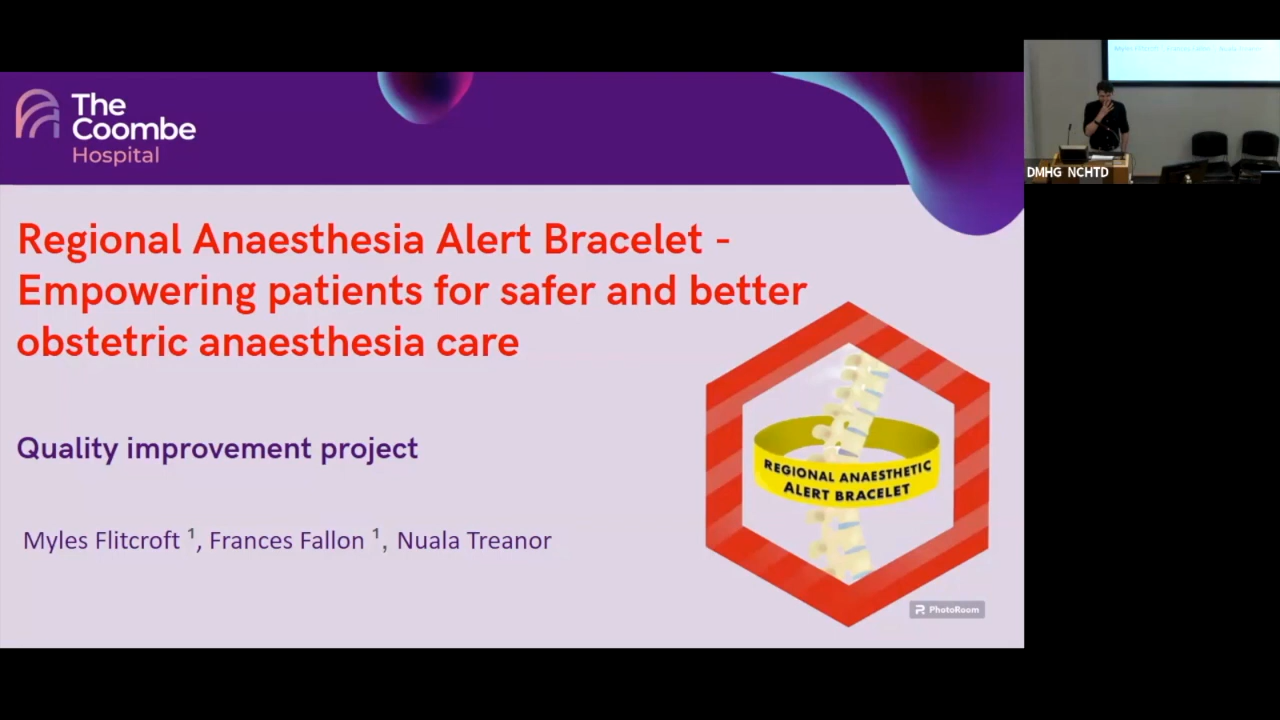 The
Coombe
Hospital
Regional Anaesthesia Alert Bracelet -
Empowering patients for safer and better
obstetric anaesthesia care
Quality improvement project
Myles Flitcroft ¹, Frances Fallon ¹, Nuala Treanor
REGIONAL ANAESTHETIC
ALERT BRACELET
PhotoRoom
DMHG NCHTD